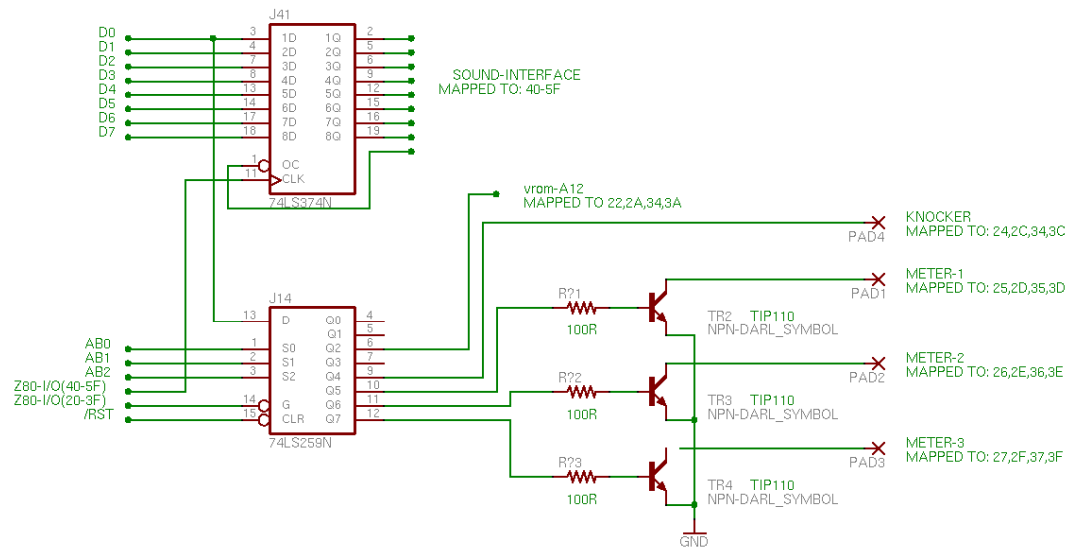 J41
D0
D1
D2
D3
D4
D5
D6
D7
3 1D 1Q 2
4 2D 2Q 5
7 3D 3Q 6
8 4D 4Q 9
13 5D 5Q 12
14 6D 6Q 15
17 7D 7Q 16
18 8D 8Q 19
1 OC
11 CLK
74LS374N
SOUND-INTERFACE
MAPPED TO: 40-5F
vrom-A12
MAPPED TO 22,2A,34,3A
KNOCKER
MAPPED TO: 24,2C,34,3C
PAD4
METER-1
MAPPED TO: 25,2D,35,3D
PAD1
J14
13 D Q0 4
Q1 5
AB0 1 S0 Q2 6
AB1 2 S1 Q3 7
AB2 3 S2 Q4 9
Z80-I/O(40-5F) Q5 10
Z80-I/O(20-3F) 14 G Q6 11
/RST 15 CLR Q7 12
74LS259N
R?1
100R
TR2 TIP110
NPN-DARL_SYMBOL
METER-2
MAPPED TO: 26,2E,36,3E
PAD2
R?2
100R
TR3 TIP110
NPN-DARL_SYMBOL
METER-3
MAPPED TO: 27,2F,37,3F
PAD3
R?3
100R
TR4 TIP110
NPN-DARL_SYMBOL
GND